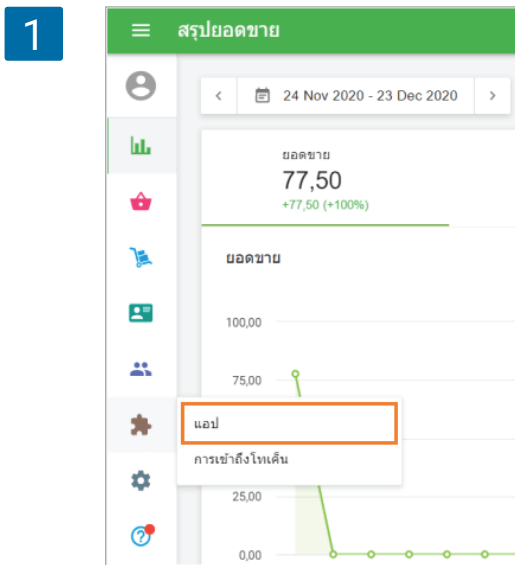 1
สรุปยอดขาย
24 Nov 2020 - 23 Dec 2020
ยอดขาย
77,50
+77,50 (+100%)
ยอดขาย
100,00
75,00
แอป
การเข้าถึงโทเค็น
25,00
0,00